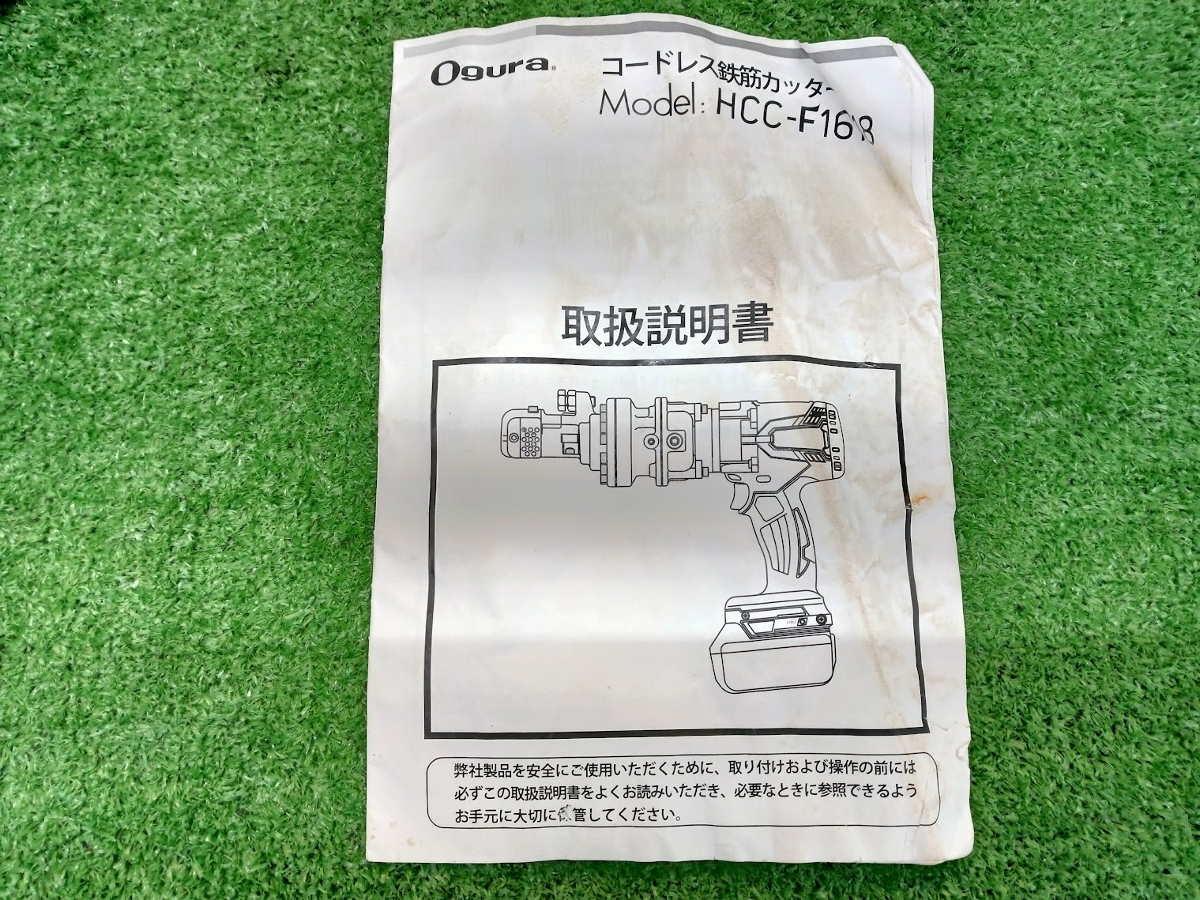 Ogura
コードレス鉄筋カッター
Model: HCC-F1618
取扱説明書
弊社製品を安全にご使用いただくために、取り付けおよび操作の前には
必ずこの取扱説明書をよくお読みいただき、必要なときに参照できるよう
お手元に大切に保管してください。